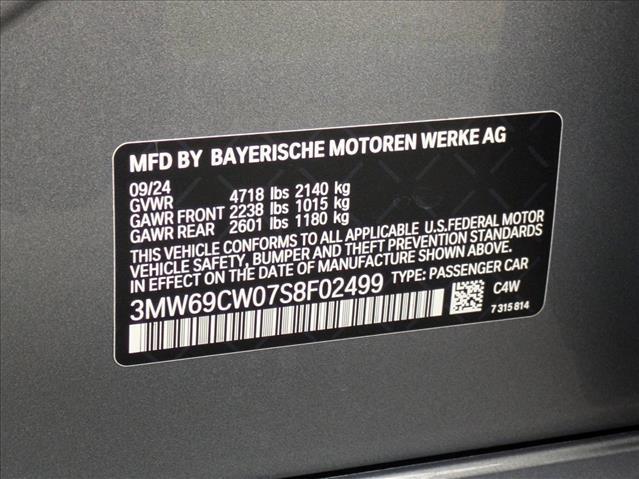 MFD BY BAYERISCHE MOTOREN WERKE AG
09/24
GVWR 4718 lbs 2140 kg
GAWR FRONT 2238 lbs 1015 kg
GAWR REAR 2601 lbs 1180 kg
THIS VEHICLE CONFORMS TO ALL APPLICABLE U.S.FEDERAL MOTOR
VEHICLE SAFETY, BUMPER AND THEFT PREVENTION STANDARDS
IN EFFECT ON THE DATE OF MANUFACTURE SHOWN ABOVE.
3MW69CW07S8F02499 TYPE: PASSENGER CAR
C4W
7 315 814